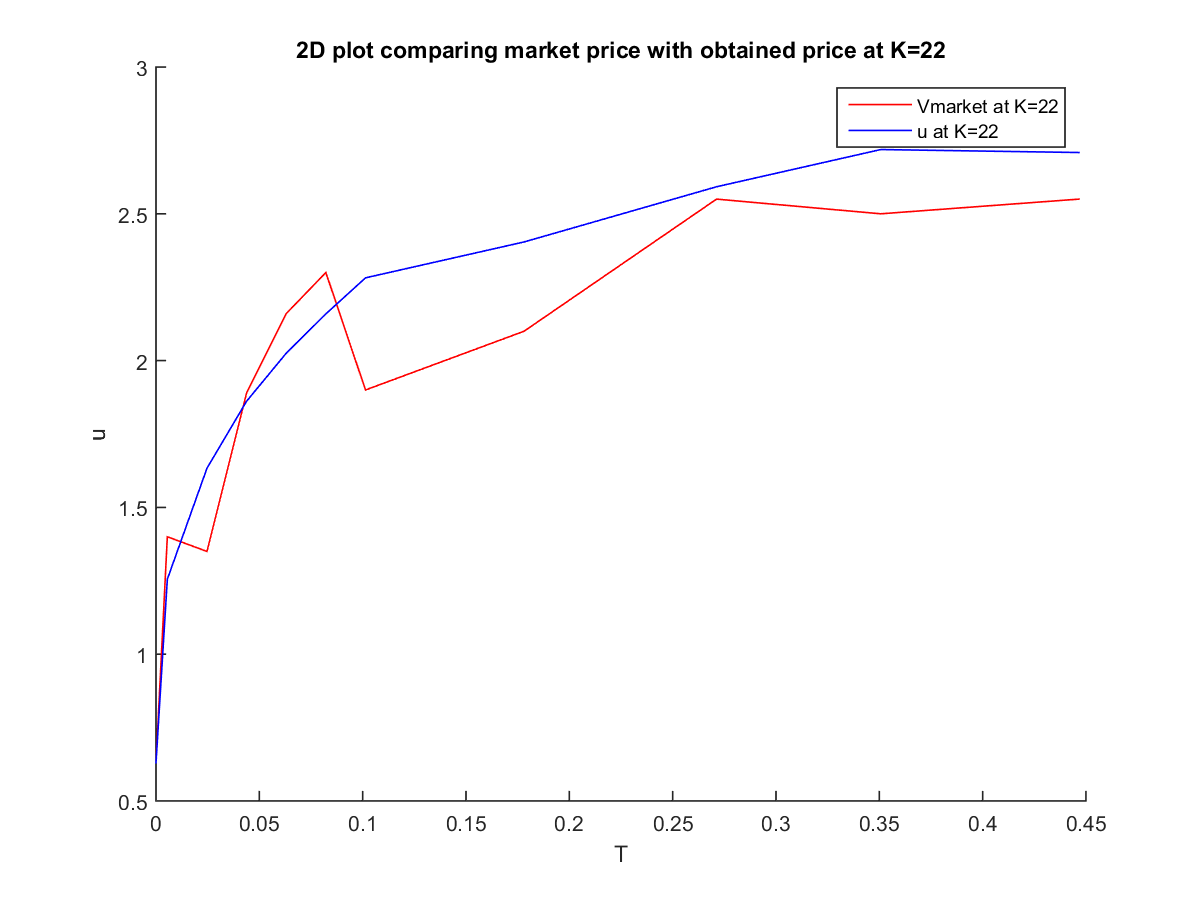 2D plot comparing market price with obtained price at K=22
3
Vmarket at K=22
u at K=22
2.5
2
u
1.5
1
0.5
0 0.05 0.1 0.15 0.2 0.25 0.3 0.35 0.4 0.45
T